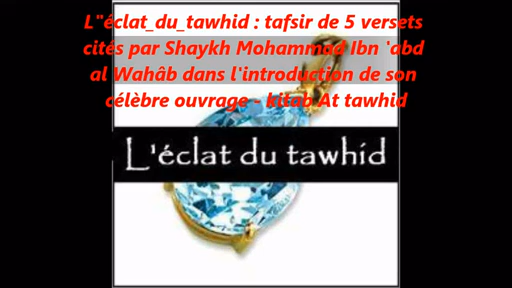 L"éclat_du_tawhid : tafsir de 5 versets
cités par Shaykh Mohammad Ibn 'abd
al Wahâb dans l'introduction de son
célèbre ouvrage - kitab At tawhid
L'éclat du tawhid